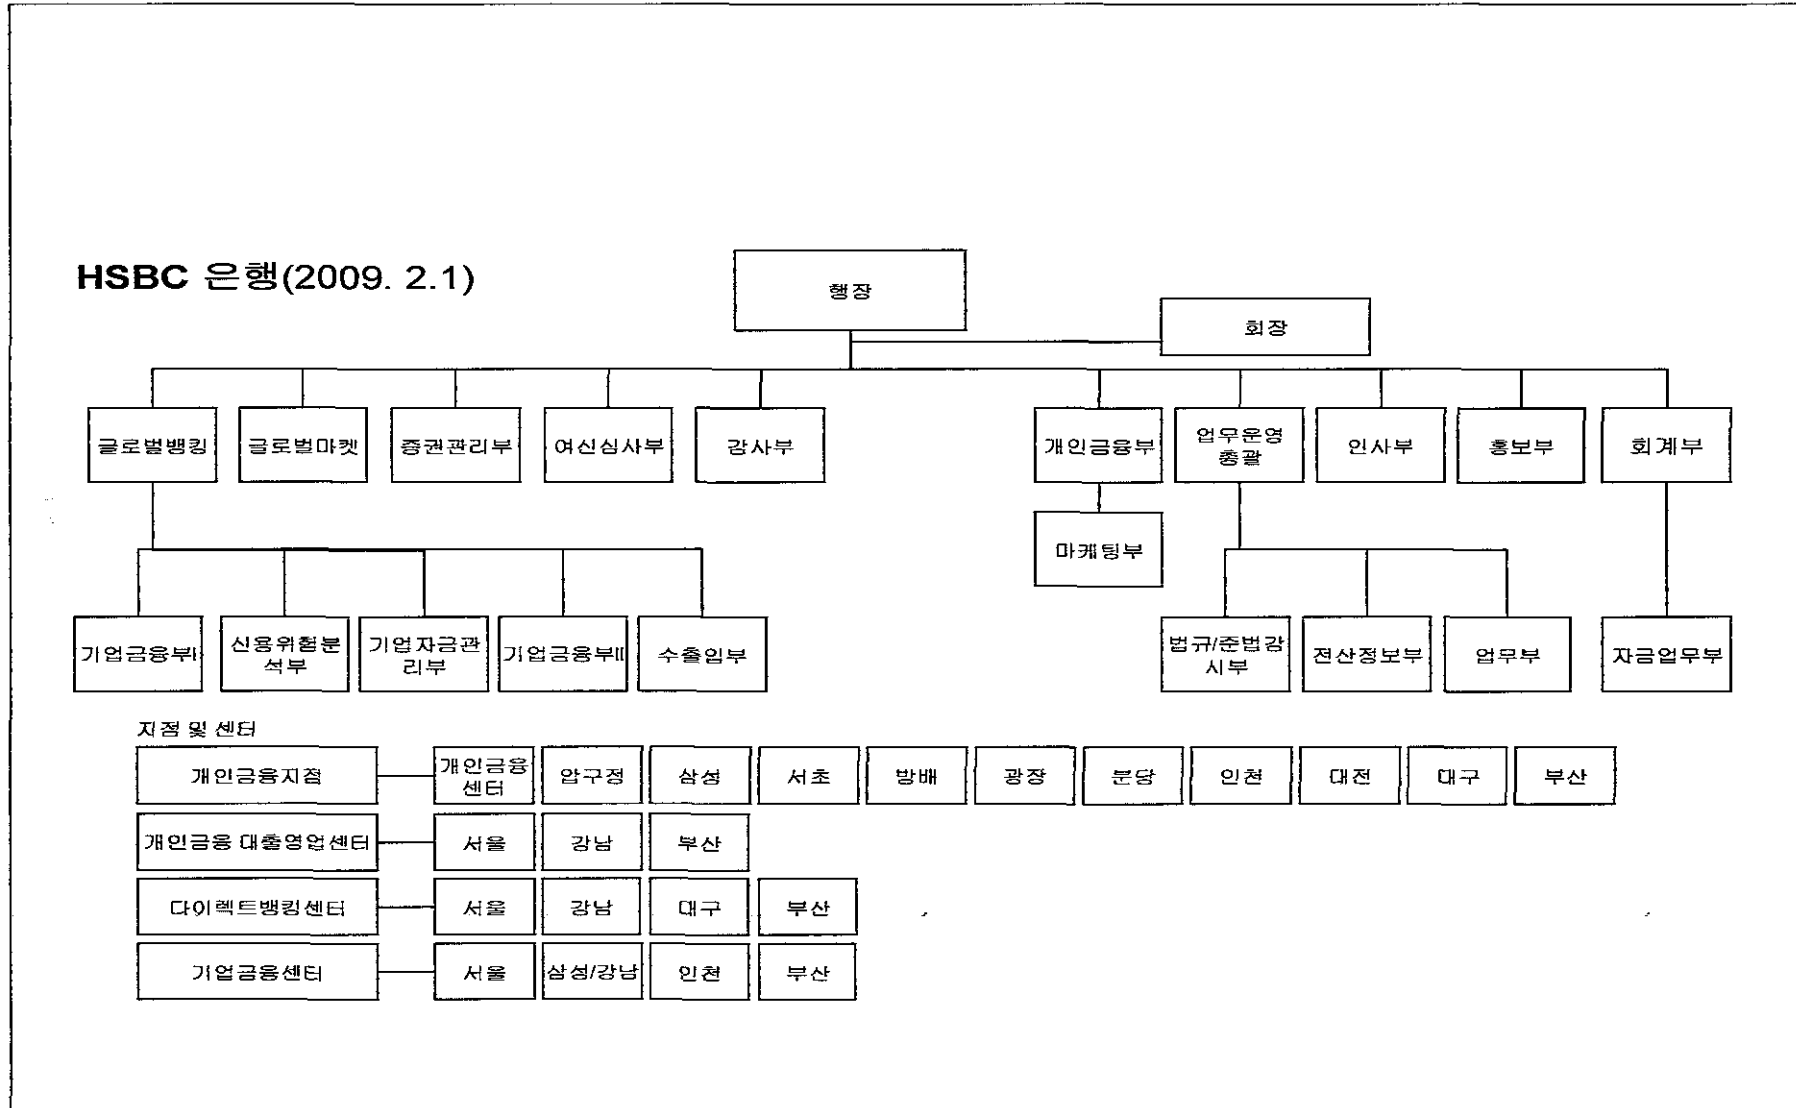 HSBC 은행(2009. 2.1)
행장
회장
글로벌뱅킹
글로벌마켓
증권관리부
여신심사부
감사부
개인금융부
업무운영
총괄
인사부
홍보부
회계부
마케팅부
기업금융부I
신용위험분
석부
기업자금관
리부
기업금융부II
수출입부
법규/준법감
시부
전산정보부
업무부
자금업무부
지점 및 센터
개인금융지점
개인금융
센터
압구정
삼성
서초
방배
광장
분당
인천
대전
대구
부산
개인금융 대출영업센터
서울
강남
부산
다이렉트뱅킹센터
서울
강남
대구
부산
기업금융센터
서울
삼성/강남
인천
부산